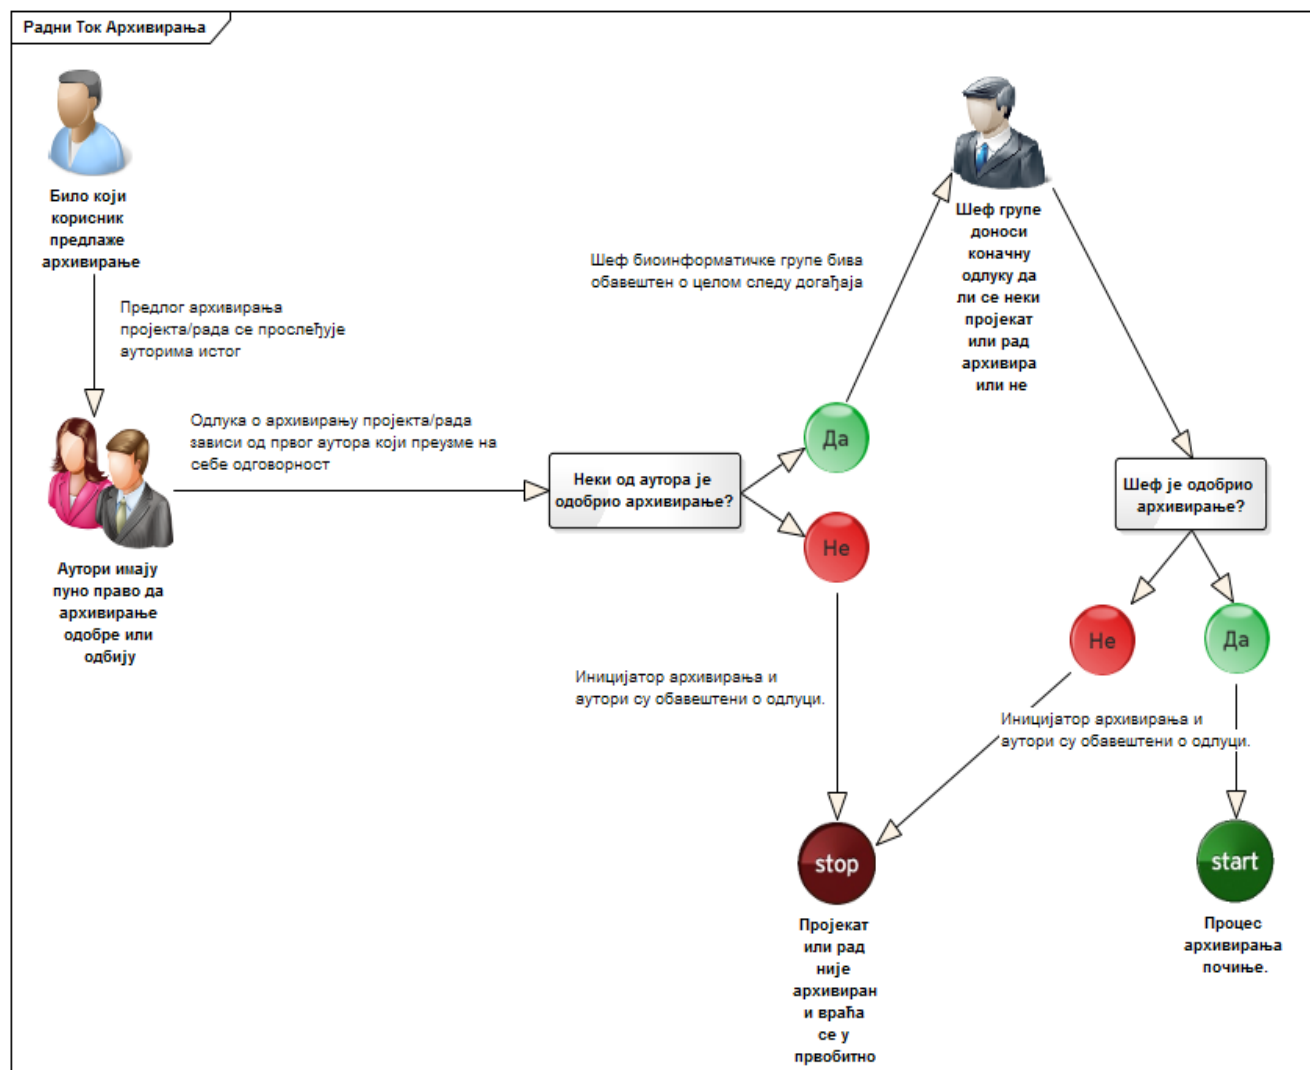 Радни Ток Архивирања
Било који
корисник
предлаже
архивирање
Предлог архивирања
пројекта/рада се прослеђује
ауторима истог
Аутори имају
пуно право да
архивирање
одобре или
одбију
Одлука о архивирању пројекта/рада
зависи од првог аутора који преузме на
себе одговорност
Неки од аутора је
одобрио архивирање?
Да
Не
Шеф биоинформатичке групе бива
обавештен о целом следу догађаја
Шеф групе
доноси
коначну
одлуку да
ли се неки
пројекат
или рад
архивира
или не
Шеф је одобрио
архивирање?
Не
Да
Иницијатор архивирања и
аутори су обавештени о одлуци.
Иницијатор архивирања и
аутори су обавештени о одлуци.
stop
Пројекат
или рад
није
архивиран
и враћа
се у
првобитно
start
Процес
архивирања
почиње.